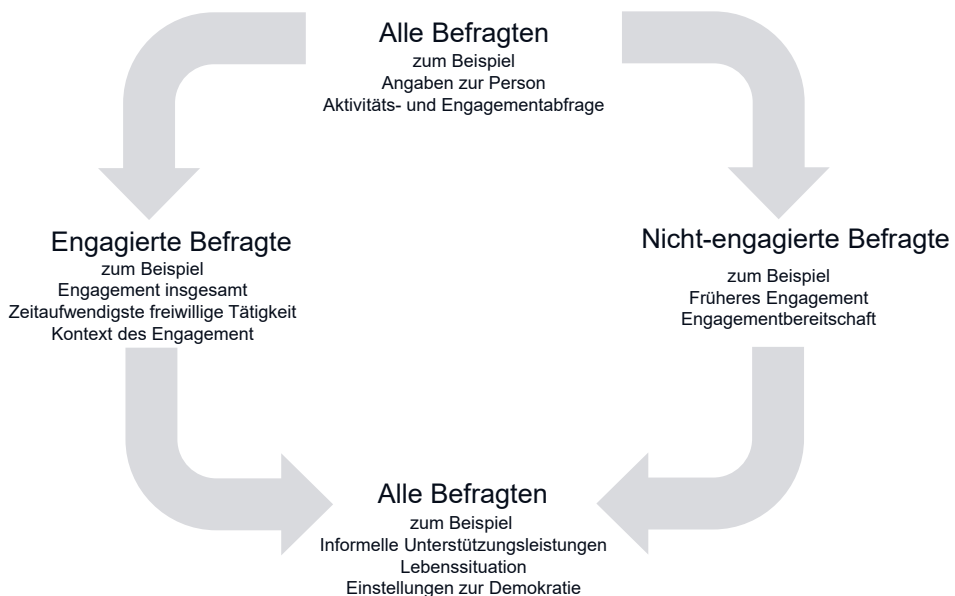 Alle Befragten
zum Beispiel
Angaben zur Person
Aktivitäts- und Engagementabfrage
Engagierte Befragte
zum Beispiel
Engagement insgesamt
Zeitaufwendigste freiwillige Tätigkeit
Kontext des Engagement
Nicht-engagierte Befragte
zum Beispiel
Früheres Engagement
Engagementbereitschaft
Alle Befragten
zum Beispiel
Informelle Unterstützungsleistungen
Lebenssituation
Einstellungen zur Demokratie